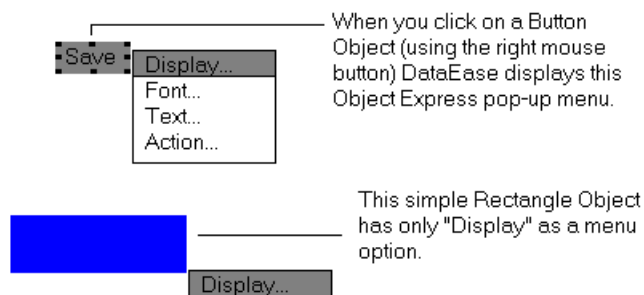 When you click on a Button
Object (using the right mouse
button) DataEase displays this
Object Express pop-up menu.
Save
Display...
Font...
Text...
Action...
This simple Rectangle Object
has only "Display" as a menu
option.
Display...